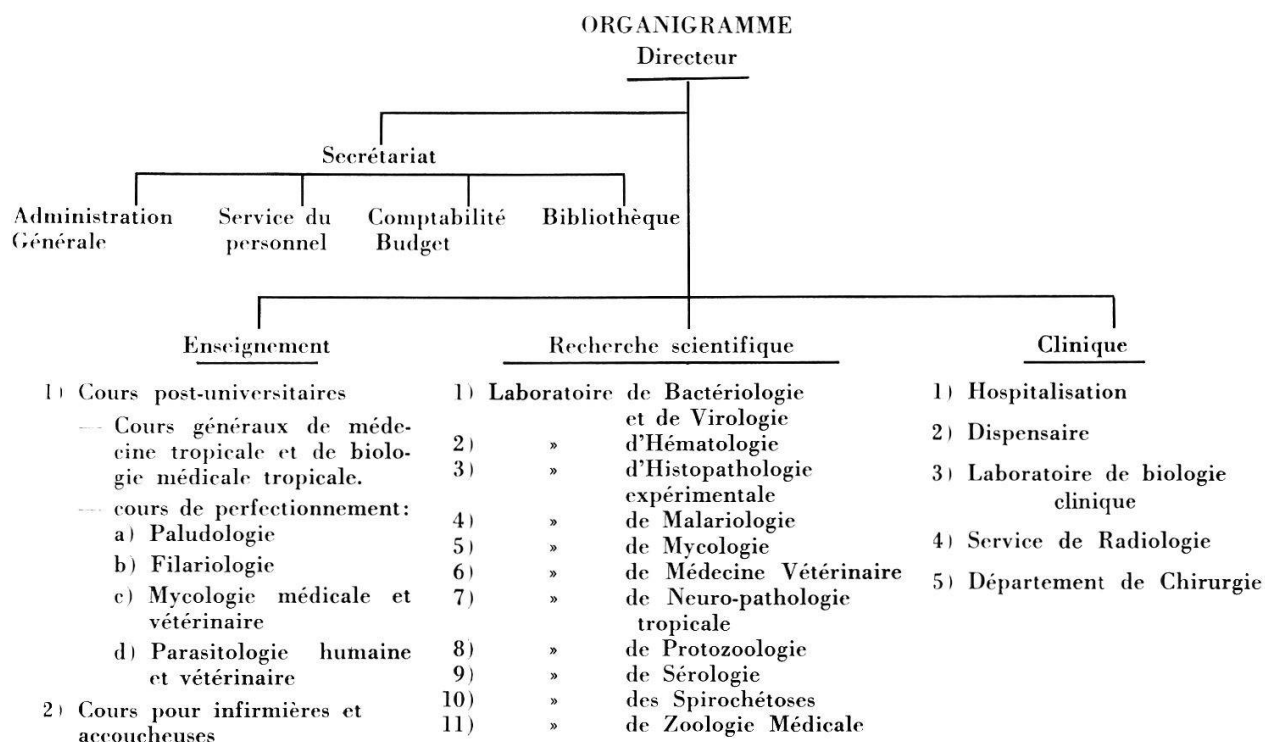 ORGANIGRAMME
Directeur
Secrétariat
Administration
Générale
Service du
personnel
Comptabilité
Budget
Bibliothèque
Enseignement
1) Cours post-universitaires
— Cours généraux de méde-
cine tropicale et de biolo-
gie médicale tropicale.
— cours de perfectionnement:
a) Paludologie
b) Filariologie
c) Mycologie médicale et
vétérinaire
d) Parasitologie humaine
et vétérinaire
2) Cours pour infirmières et
accoucheuses
Recherche scientifique
1) Laboratoire de Bactériologie
et de Virologie
2) » d'Hématologie
3) » d'Histopathologie
expérimentale
4) » de Malariologie
5) » de Mycologie
6) » de Médecine Vétérinaire
7) » de Neuro-pathologie
tropicale
8) » de Protozoologie
9) » de Sérologie
10) » des Spirochétoses
11) » de Zoologie Médicale
Clinique
1) Hospitalisation
2) Dispensaire
3) Laboratoire de biologie
clinique
4) Service de Radiologie
5) Département de Chirurgie